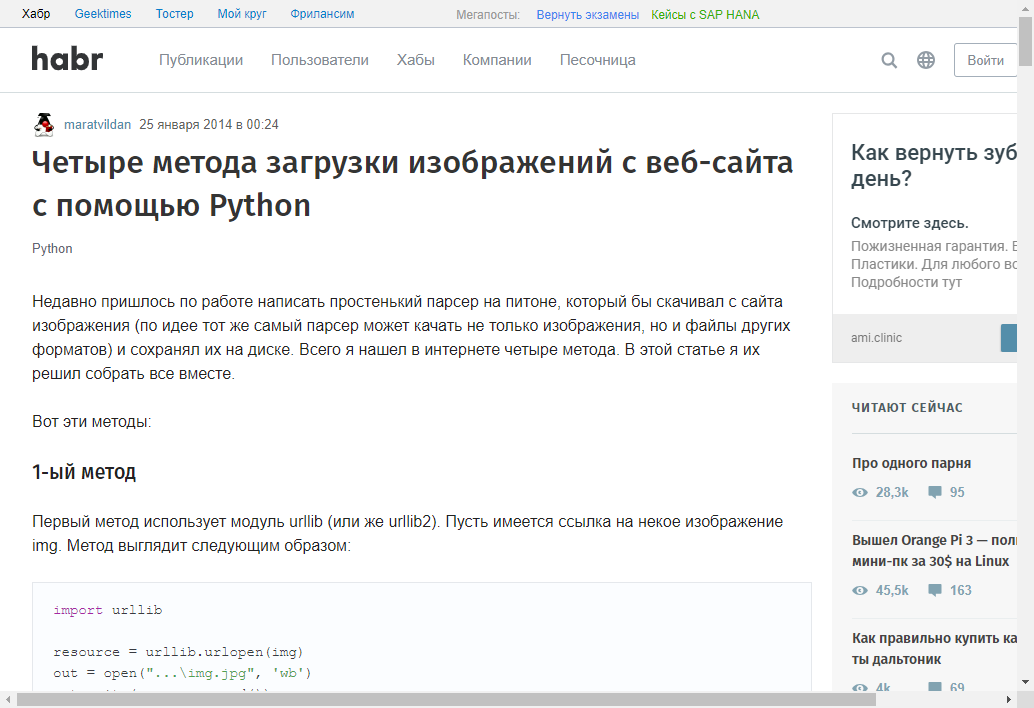 Хабр Geektimes Тостер Мой круг Фрилансим Мегапосты: Вернуть экзамены Кейсы с SAP HANA
habr Публикации Пользователи Хабы Компании Песочница Войти
maratvildan 25 января 2014 в 00:24
Четыре метода загрузки изображений с веб-сайта
с помощью Python
Python
Недавно пришлось по работе написать простенький парсер на питоне, который бы скачивал с сайта
изображения (по идее тот же самый парсер может качать не только изображения, но и файлы других
форматов) и сохранял их на диске. Всего я нашел в интернете четыре метода. В этой статье я их
решил собрать все вместе.
Вот эти методы:
1-ый метод
Первый метод использует модуль urllib (или же urllib2). Пусть имеется ссылка на некое изображение
img. Метод выглядит следующим образом:
import urllib
resource = urllib.urlopen(img)
out = open("...\img.jpg", 'wb')
Как вернуть зуб
день?
Смотрите здесь.
Пожизненная гарантия.
Пластики. Для любого во
Подробности тут
ami.clinic
ЧИТАЮТ СЕЙЧАС
Про одного парня
28,3k 95
Вышел Orange Pi 3 — пол
мини-пк за 30$ на Linux
45,5k 163
Как правильно купить ка
ты дальтоник
4k 69